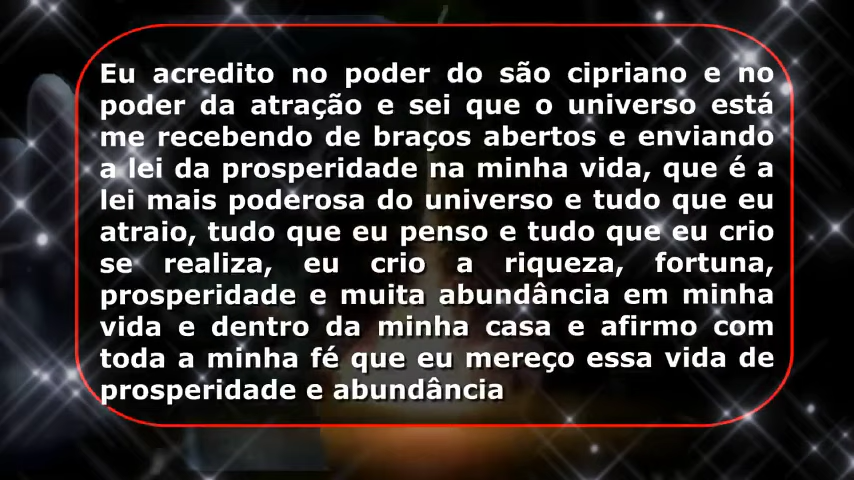 Eu acredito no poder do são cipriano e no
poder da atração e sei que o universo está
me recebendo de braços abertos e enviando
a lei da prosperidade na minha vida, que é a
lei mais poderosa do universo e tudo que eu
atraio, tudo que eu penso e tudo que eu crio
se realiza, eu crio a riqueza, fortuna,
prosperidade e muita abundância em minha
vida e dentro da minha casa e afirmo com
toda a minha fé que eu mereço essa vida de
prosperidade e abundância